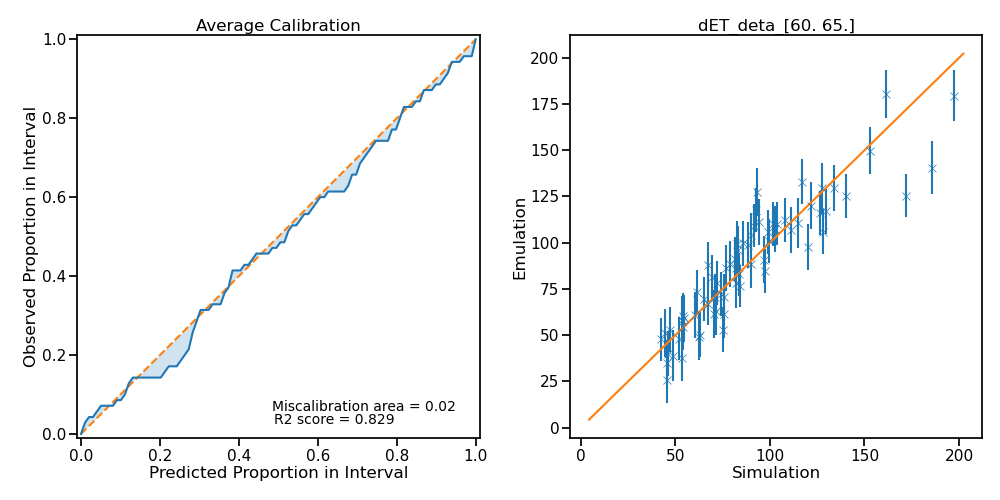 Average Calibration
Observed Proportion in Interval
1.0
0.8
0.6
0.4
0.2
0.0
Miscalibration area = 0.02
R2 score = 0.829
0.0 0.2 0.4 0.6 0.8 1.0
Predicted Proportion in Interval
dET_deta_[60. 65.]
Emulation
200
175
150
125
100
75
50
25
0
0 50 100 150 200
Simulation